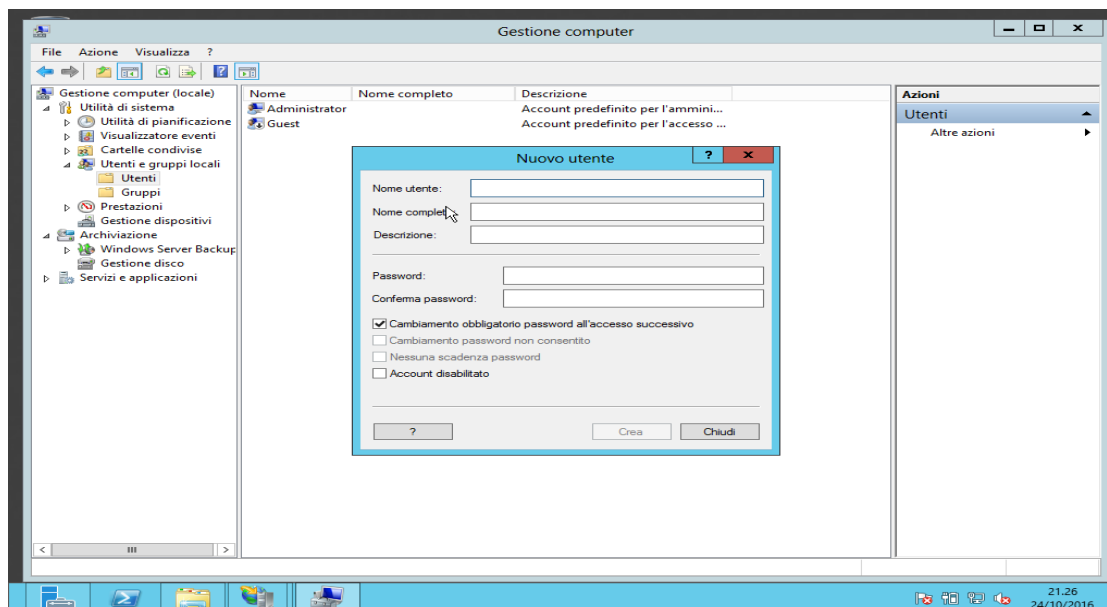 Gestione computer
File Azione Visualizza ?
Gestione computer (locale)
Utilità di sistema
Utilità di pianificazione
Visualizzatore eventi
Cartelle condivise
Utenti e gruppi locali
Utenti
Gruppi
Prestazioni
Gestione dispositivi
Archiviazione
Windows Server Backup
Gestione disco
Servizi e applicazioni
Nome Nome completo Descrizione
Administrator Account predefinito per l'ammini...
Guest Account predefinito per l'accesso ...
Nuovo utente
? x
Nome utente:
Nome complet
Descrizione:
Password:
Conferma password:
Cambiamento obbligatorio password all'accesso successivo
Cambiamento password non consentito
Nessuna scadenza password
Account disabilitato
? Crea Chiudi
Azioni
Utenti
Altre azioni
21.26
24/10/2016